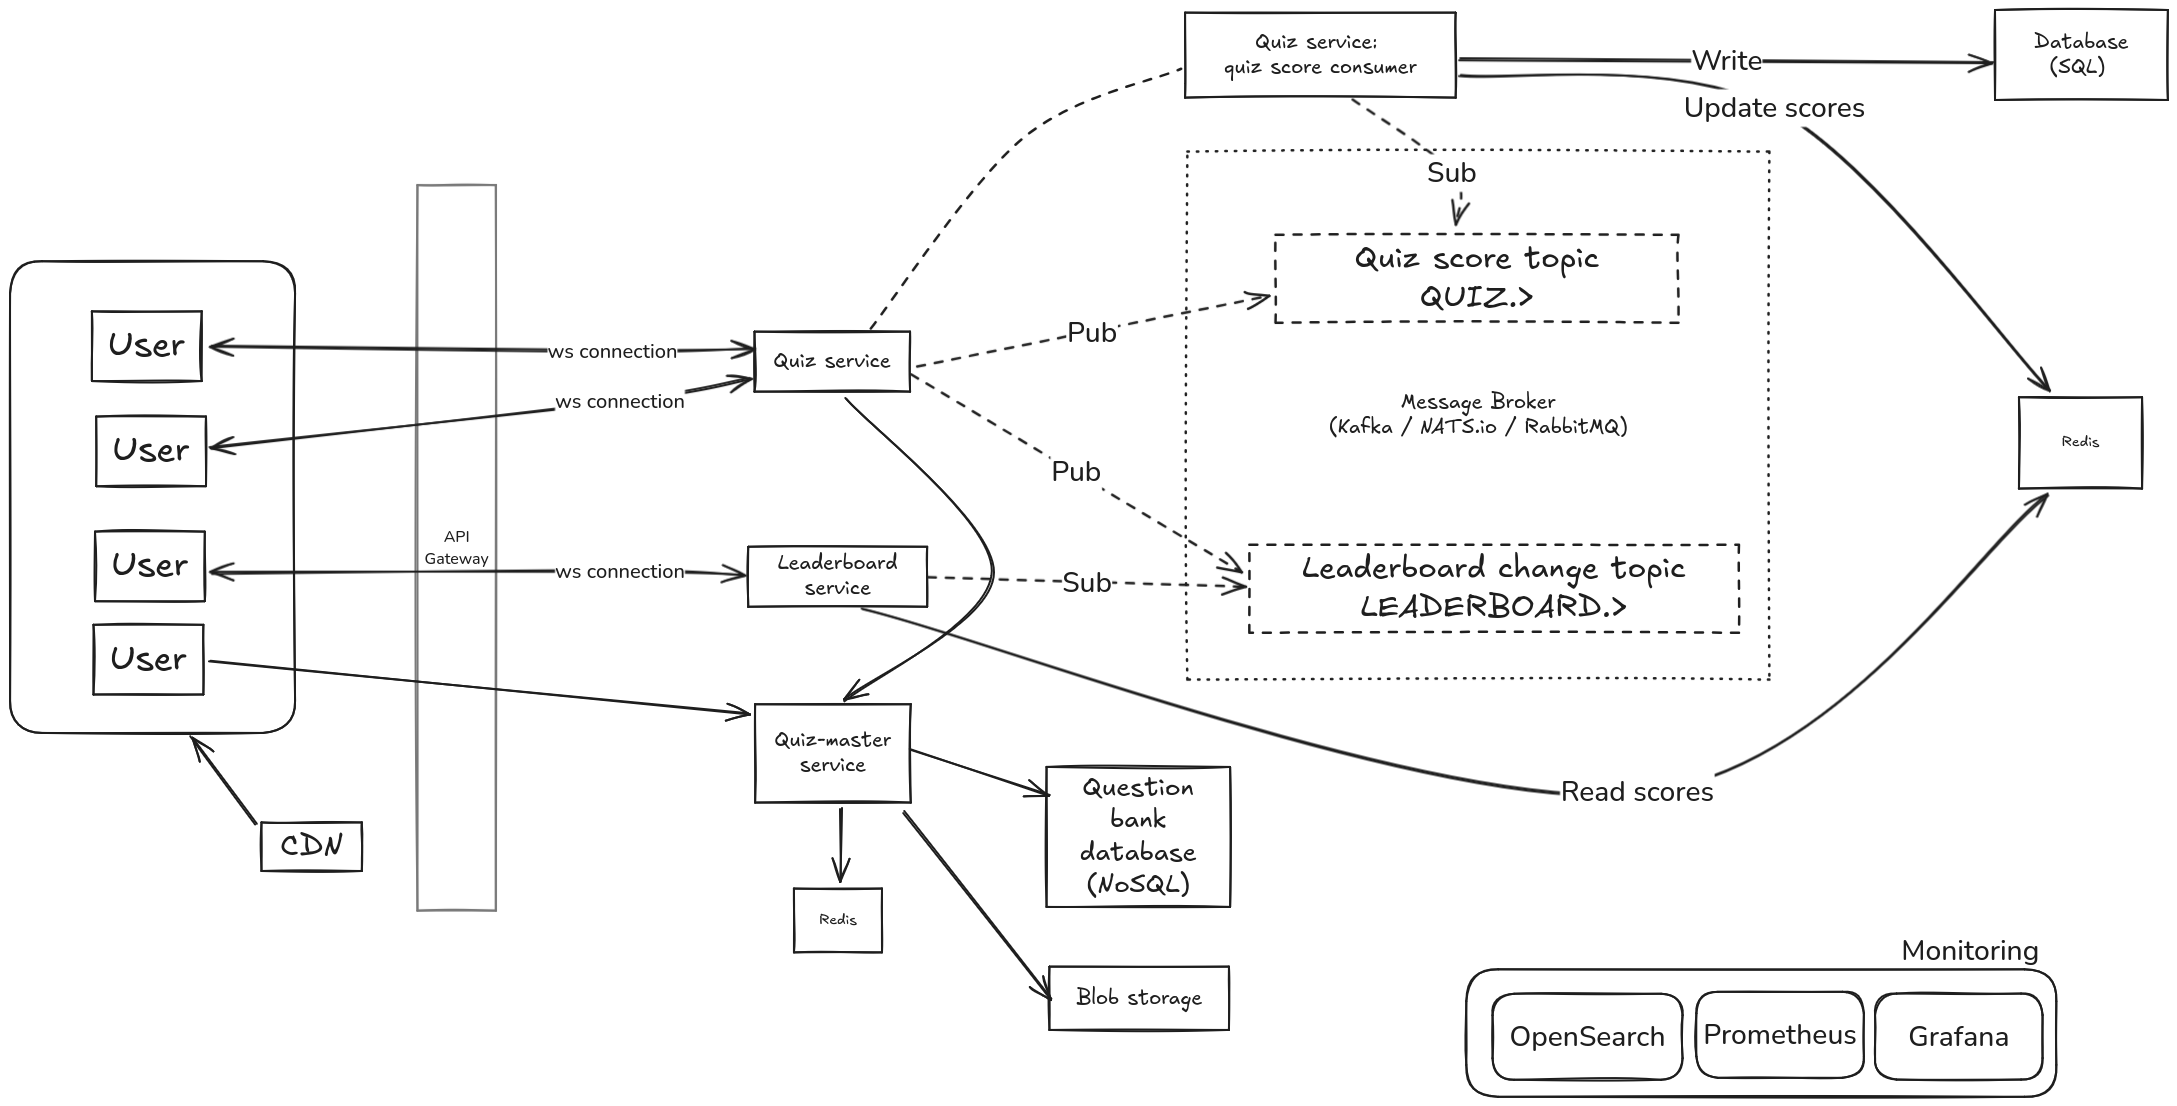 Quiz service:
quiz score consumer
Write
Database
(SQL)
Update scores
Sub
Quiz score topic
QUIZ.>
User
ws connection
Quiz service
Pub
User
ws connection
Message Broker
(Kafka / NATS.io / RabbitMQ)
Redis
Pub
API
Gateway
User
ws connection
Leaderboard
service
Sub
Leaderboard change topic
LEADERBOARD.>
User
Quiz-master
service
Question
bank
database
(NoSQL)
Read scores
CDN
Redis
Blob storage
Monitoring
OpenSearch
Prometheus
Grafana